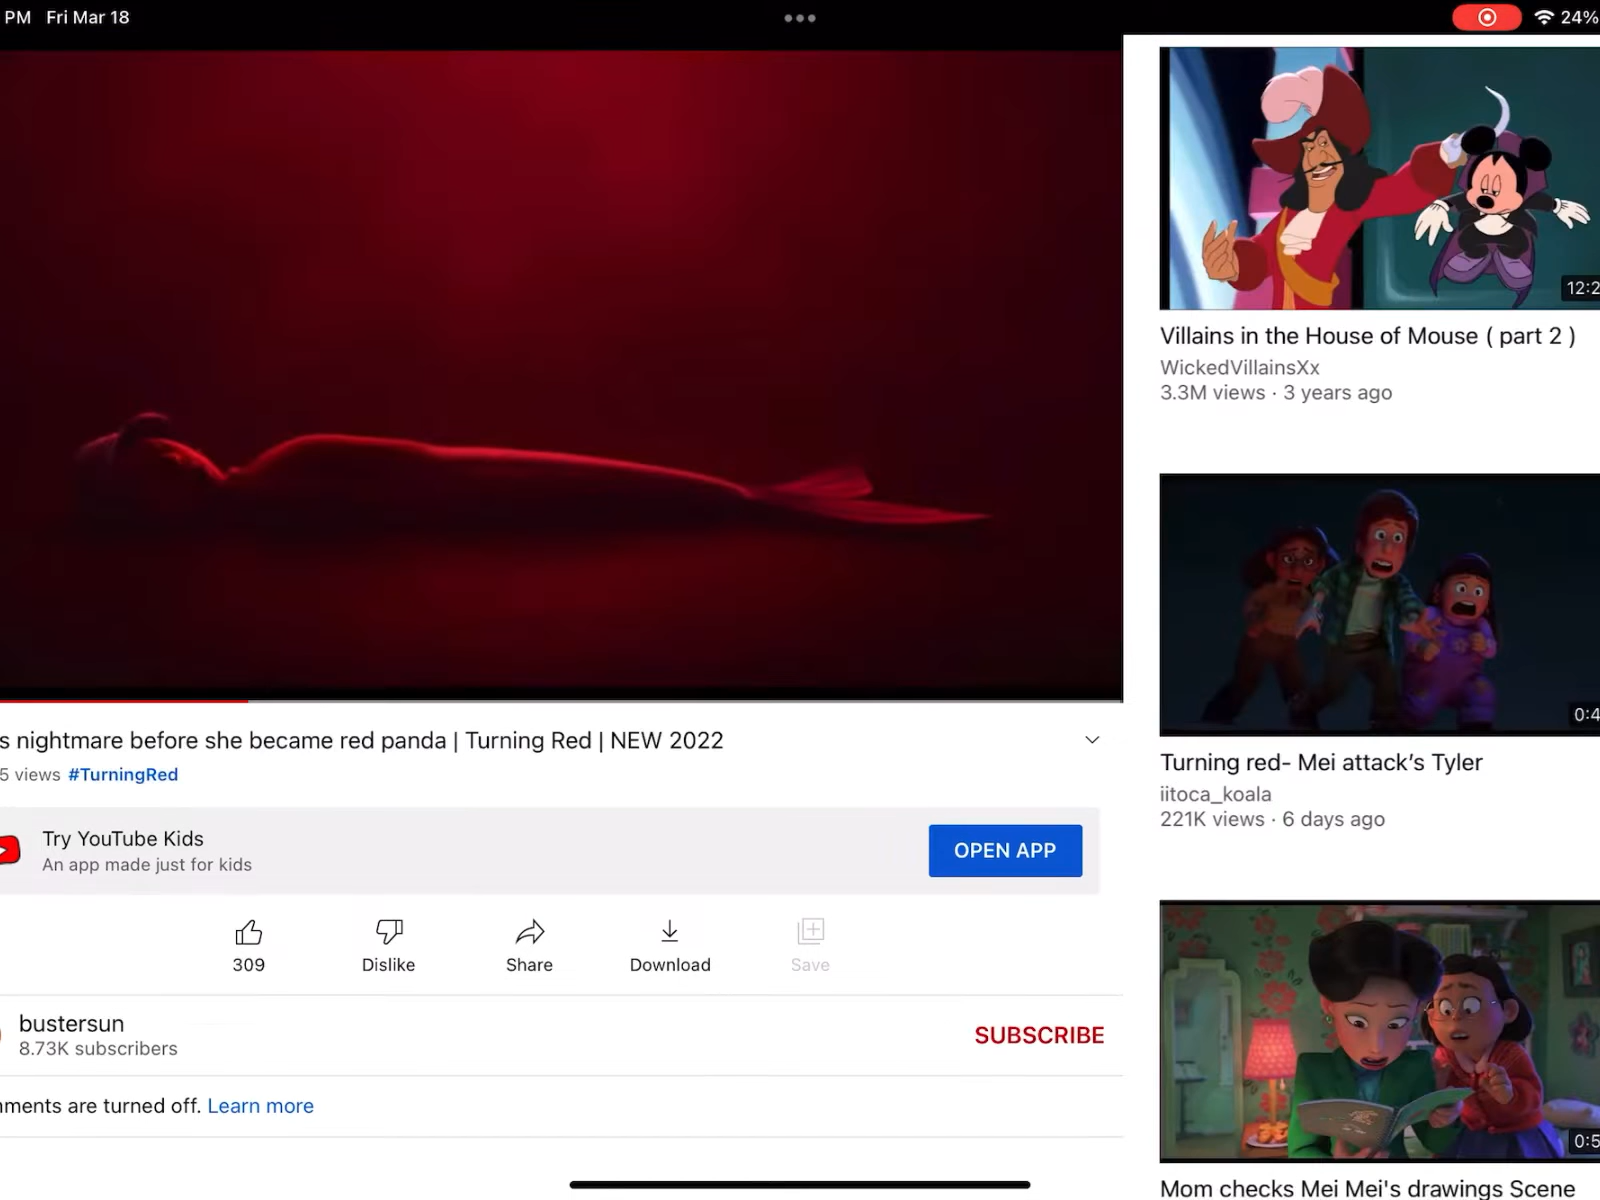 PM Fri Mar 18
24%
s nightmare before she became red panda | Turning Red | NEW 2022
5 views #TurningRed
Try YouTube Kids
An app made just for kids
OPEN APP
309
Dislike
Share
Download
Save
bustersun
8.73K subscribers
SUBSCRIBE
ments are turned off. Learn more
12:2
Villains in the House of Mouse ( part 2 )
WickedVillainsXx
3.3M views · 3 years ago
0:4
Turning red- Mei attack’s Tyler
iitoca_koala
221K views · 6 days ago
0:5
Mom checks Mei Mei's drawings Scene